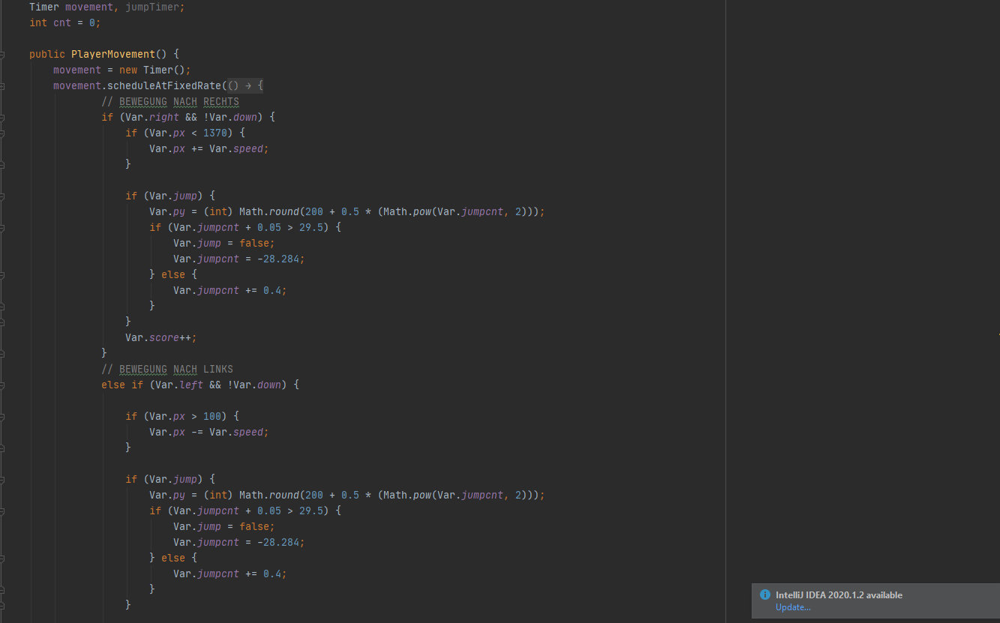 Timer movement, jumpTimer;
int cnt = 0;
public PlayerMovement() {
movement = new Timer();
movement.scheduleAtFixedRate(() → {
// BEWEGUNG NACH RECHTS
if (Var.right && !Var.down) {
if (Var.px < 1370) {
Var.px += Var.speed;
}
if (Var.jump) {
Var.py = (int) Math.round(200 + 0.5 * (Math.pow(Var.jumpcnt, 2)));
if (Var.jumpcnt + 0.05 > 29.5) {
Var.jump = false;
Var.jumpcnt = -28.284;
} else {
Var.jumpcnt += 0.4;
}
}
Var.score++;
}
// BEWEGUNG NACH LINKS
else if (Var.left && !Var.down) {
if (Var.px > 100) {
Var.px -= Var.speed;
}
if (Var.jump) {
Var.py = (int) Math.round(200 + 0.5 * (Math.pow(Var.jumpcnt, 2)));
if (Var.jumpcnt + 0.05 > 29.5) {
Var.jump = false;
Var.jumpcnt = -28.284;
} else {
Var.jumpcnt += 0.4;
}
}
IntelliJ IDEA 2020.1.2 available
Update...